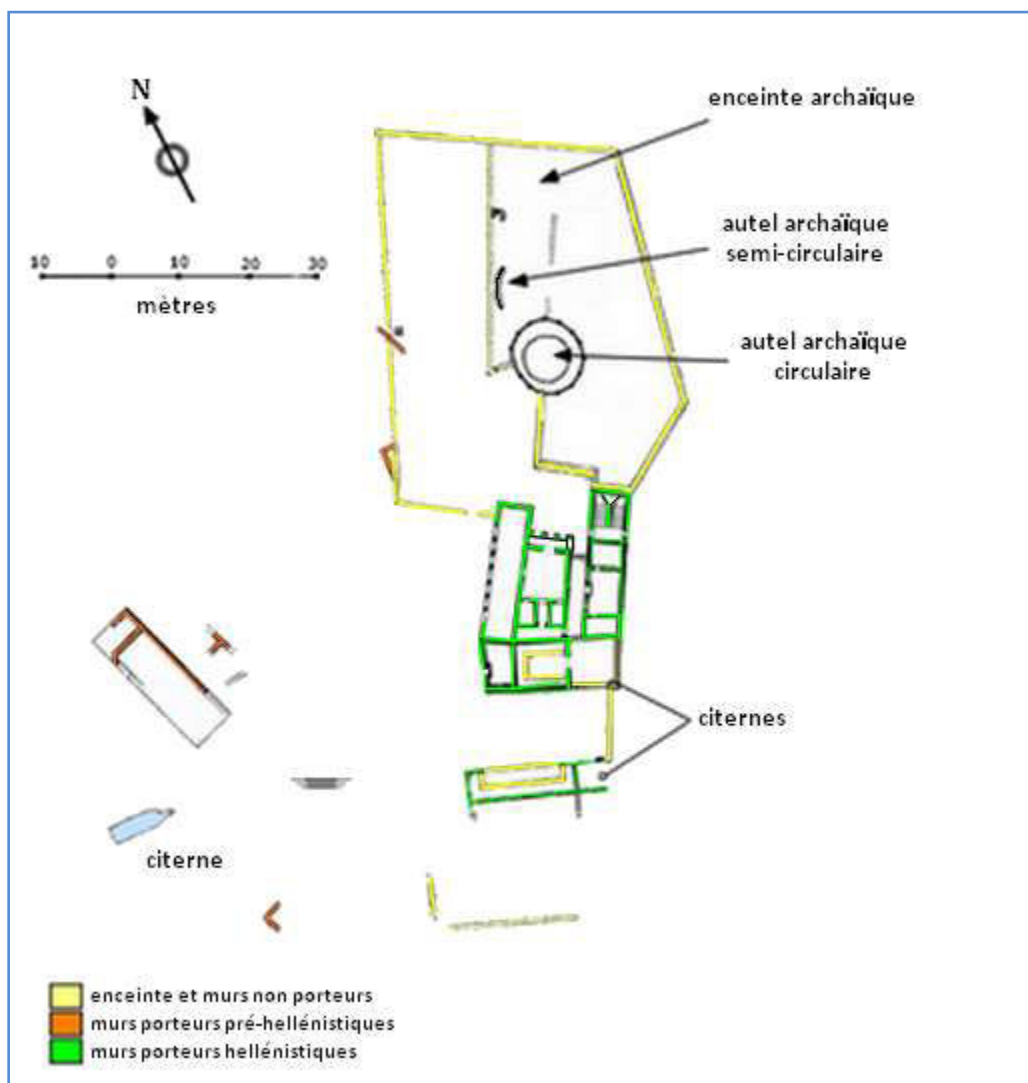 N
enceinte archaïque
autel archaïque
semi-circulaire
10 0 10 20 30
mètres
autel archaïque
circulaire
citernes
citerne
enceinte et murs non porteurs
murs porteurs pré-hellénistiques
murs porteurs hellénistiques